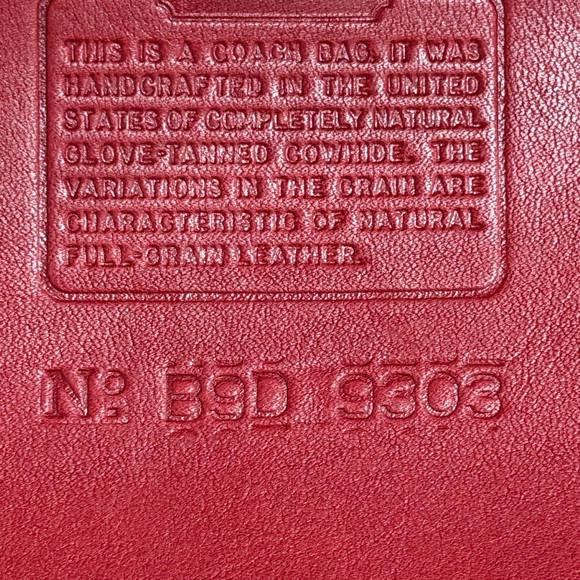 THIS IS A COACH BAG. IT WAS
HANDCRAFTED IN THE UNITED
STATES OF COMPLETELY NATURAL
GLOVE-TANNED COWHIDE. THE
VARIATIONS IN THE GRAIN ARE
CHARACTERISTIC OF NATURAL
FULL-GRAIN LEATHER.
Nº B9D 9303